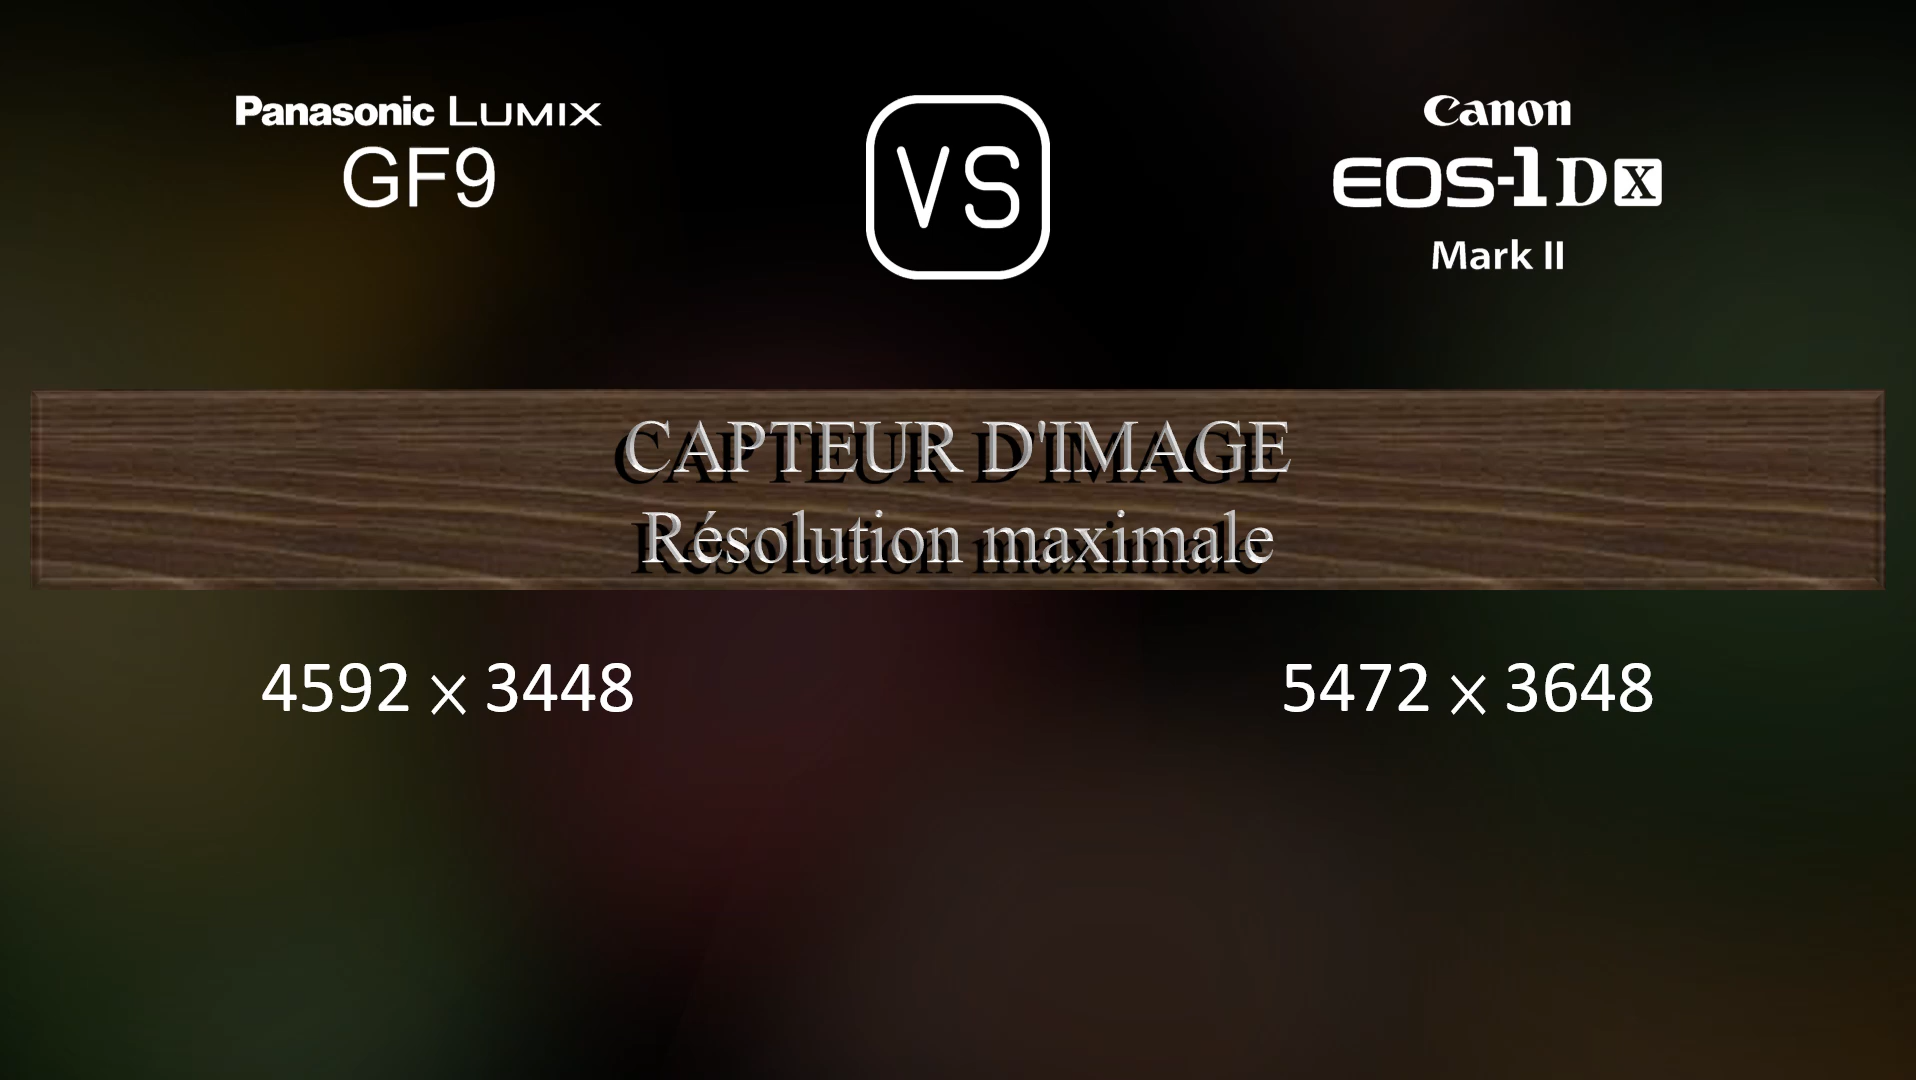 Panasonic LUMIX
GF9
VS
Canon
EOS-1DX
Mark II
CAPTEUR D'IMAGE
Résolution maximale
4592 x 3448
5472 x 3648